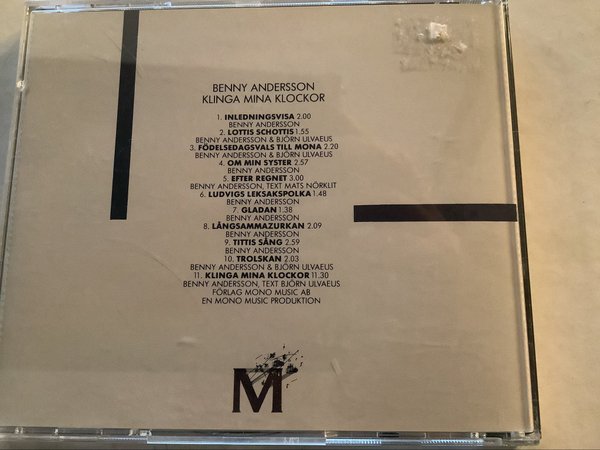 BENNY ANDERSSON
KLINGA MINA KLOCKOR
1. INLEDNINGSVISA 2.00
BENNY ANDERSSON
2. LOTTIS SCHOTTIS 1.55
BENNY ANDERSSON & BJÖRN ULVAEUS
3. FÖDELSEDAGSVALS TILL MONA 2.20
BENNY ANDERSSON & BJÖRN ULVAEUS
4. OM MIN SYSTER 2.57
BENNY ANDERSSON
5. EFTER REGNET 3.00
BENNY ANDERSSON, TEXT MATS NÖRKLIT
6. LUDVIGS LEKSAKSPOLKA 1.48
BENNY ANDERSSON
7. GLADAN 1.38
BENNY ANDERSSON
8. LÅNGSAMMAZURKAN 2.09
BENNY ANDERSSON
9. TITTIS SÅNG 2.59
BENNY ANDERSSON
10. TROLSKAN 2.03
BENNY ANDERSSON & BJÖRN ULVAEUS
11. KLINGA MINA KLOCKOR 11.30
BENNY ANDERSSON, TEXT BJÖRN ULVAEUS
FÖRLAG MONO MUSIC AB
EN MONO MUSIC PRODUKTION
M